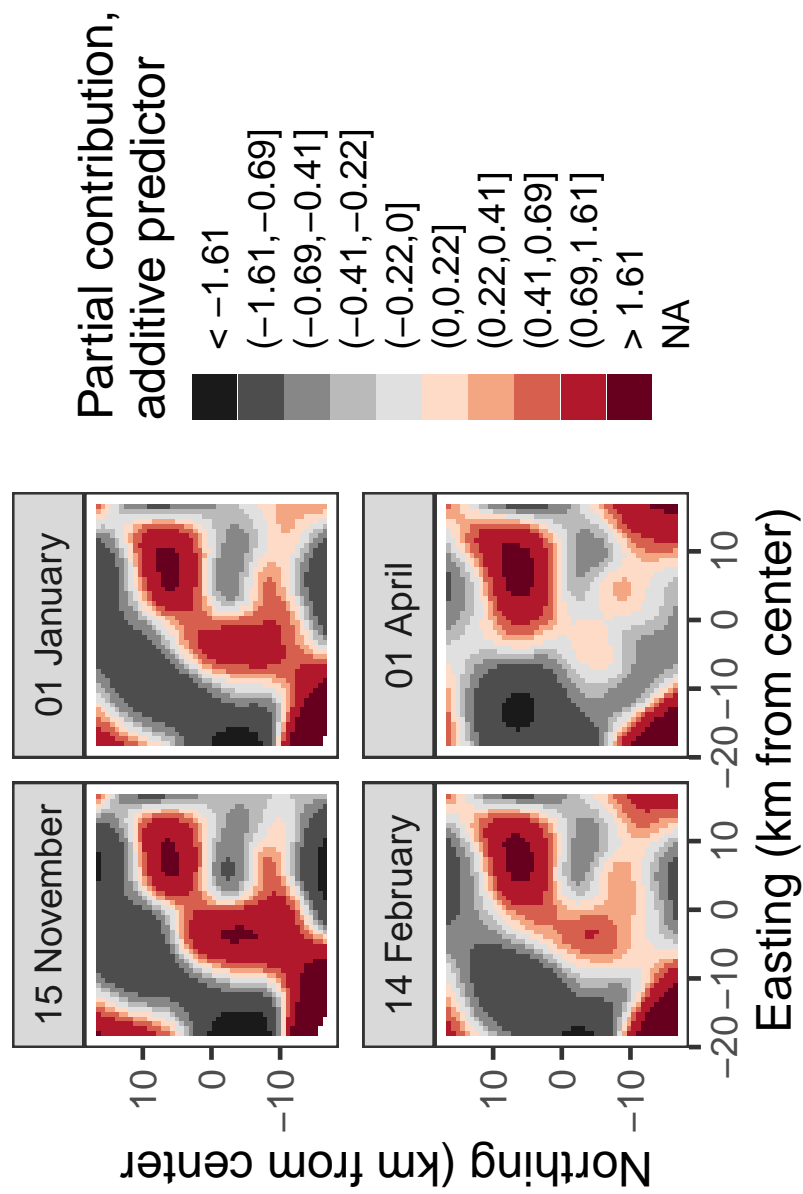 15 November
01 January
14 February
01 April
10
0
−10
10
0
−10
−20
−10
0
10
−20
−10
0
10
Easting (km from center)
Northing (km from center)
Partial contribution,
additive predictor
< −1.61
(−1.61,−0.69]
(−0.69,−0.41]
(−0.41,−0.22]
(−0.22,0]
(0,0.22]
(0.22,0.41]
(0.41,0.69]
(0.69,1.61]
> 1.61
NA